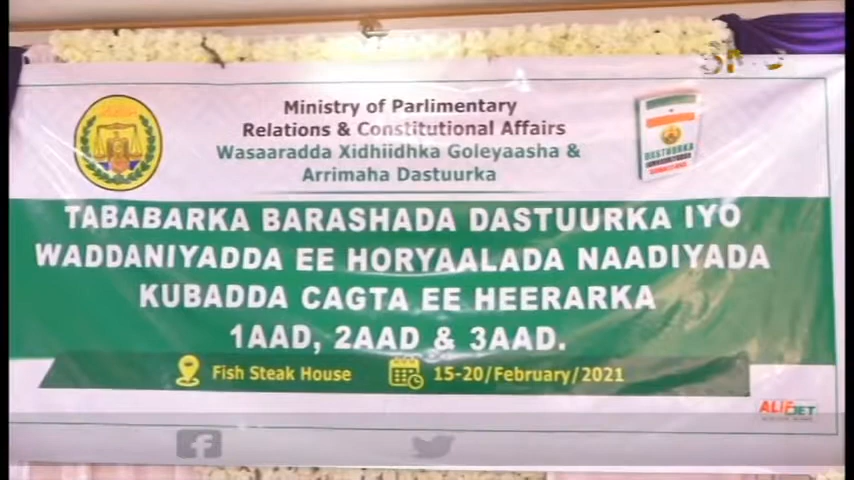 Ministry of Parlimentary
Relations & Constitutional Affairs
Wasaaradda Xidhiidhka Goleyaasha &
Arrimaha Dastuurka
DASTUURKA
TABABARKA BARASHADA DASTUURKA IYO
WADDANIYADDA EE HORYAALADA NAADIYADA
KUBADDA CAGTA EE HEERARKA
1AAD, 2AAD & 3AAD.
Fish Steak House
15-20/February/2021